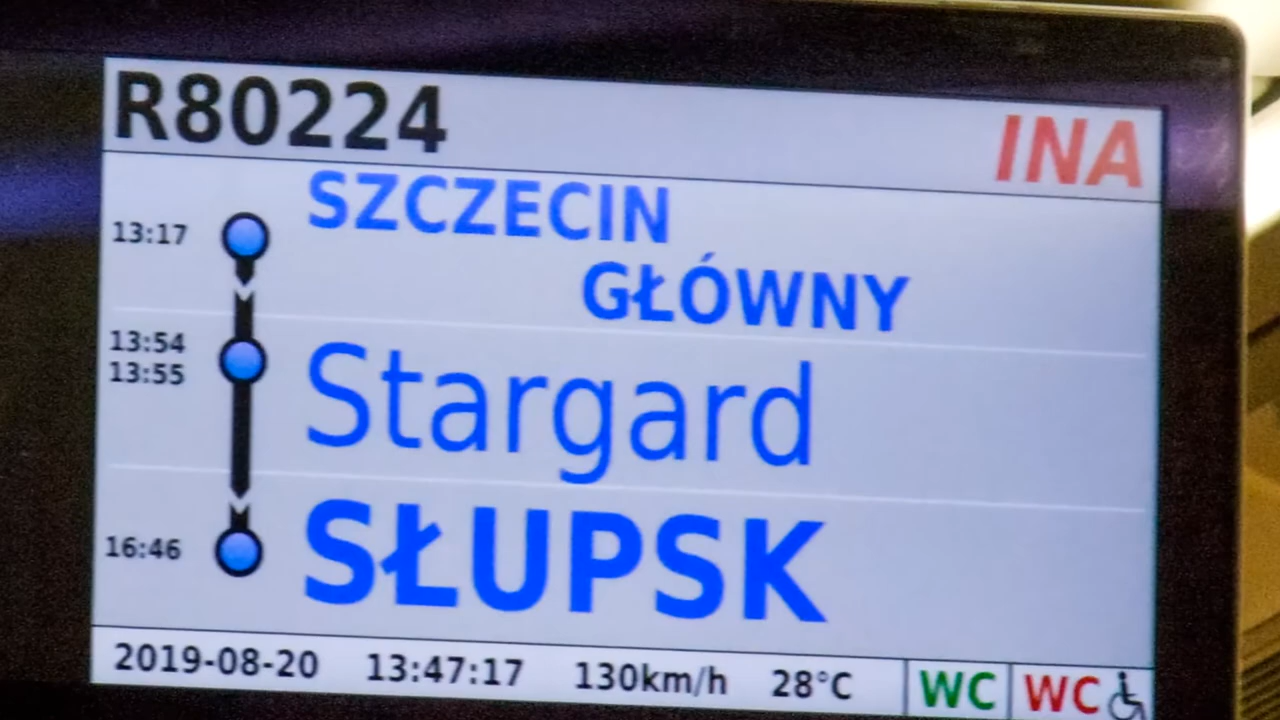 R80224 INA
13:17 SZCZECIN
GŁÓWNY
13:54
13:55 Stargard
16:46 SŁUPSK
2019-08-20 13:47:17 130km/h 28°C WC WC